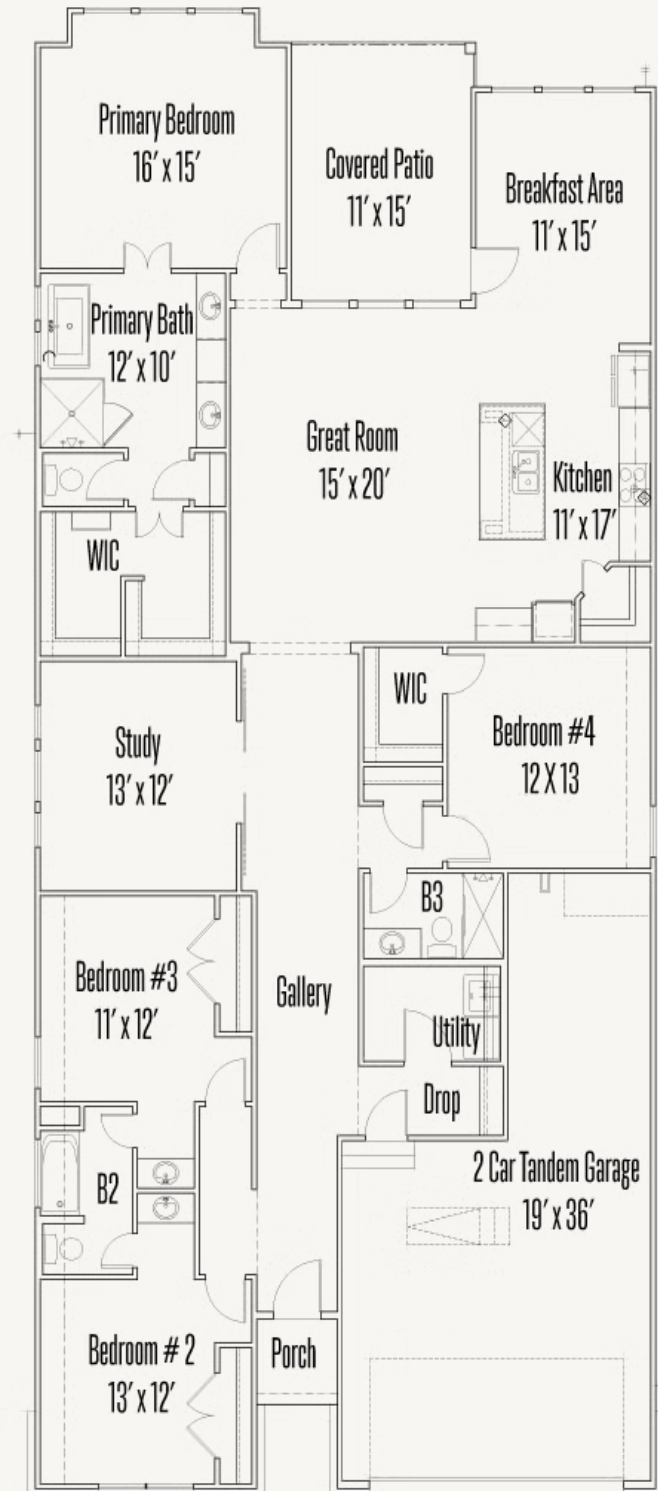 Primary Bedroom
16' x 15'
Covered Patio
11' x 15'
Breakfast Area
11' x 15'
Primary Bath
12' x 10'
Great Room
15' x 20'
Kitchen
11' x 17'
WIC
Study
13' x 12'
WIC
Bedroom #4
12 X 13
B3
Bedroom #3
11' x 12'
Gallery
Utility
Drop
B2
2 Car Tandem Garage
19' x 36'
Bedroom # 2
13' x 12'
Porch